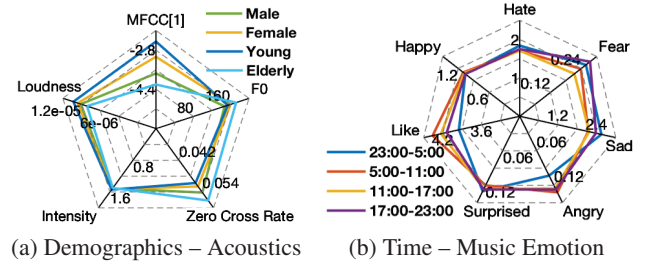 MFCC[1]
-2.8
-4.4
Male
Female
Young
Elderly
Loudness
1.2e-05
6e-06
80
160
F0
0.042
0.054
0.8
1.6
Intensity
Zero Cross Rate
(a) Demographics – Acoustics
Hate
2
1
Happy
1.2
0.6
Fear
0.24
0.12
Like
4.2
3.6
1.2
2.4
Sad
0.06
0.12
0.06
0.12
23:00-5:00
5:00-11:00
11:00-17:00
17:00-23:00
Surprised
Angry
(b) Time – Music Emotion